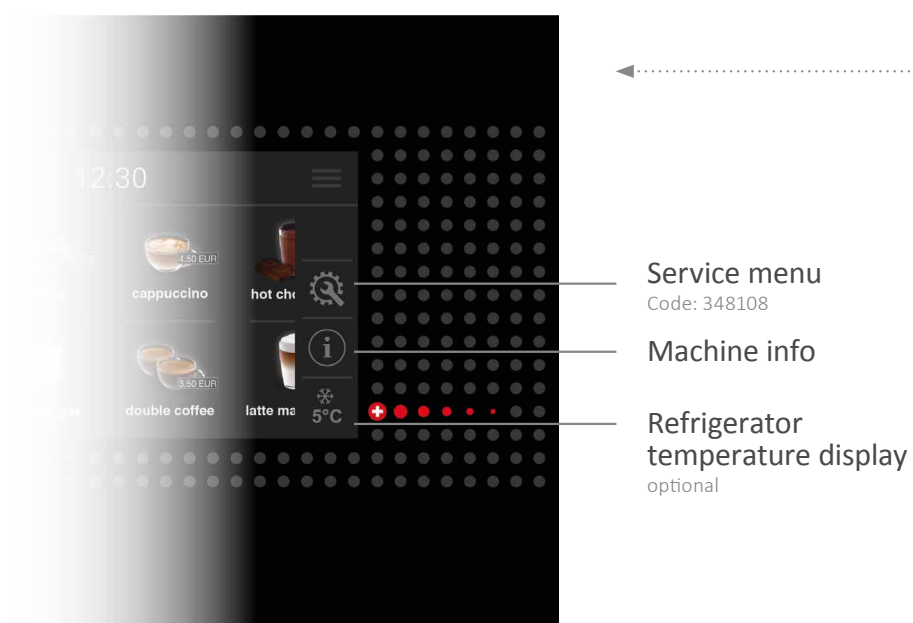 12:30
4.50 EUR
cappuccino
hot cho
3.50 EUR
double coffee
latte ma
5°C
Service menu
Code: 348108
Machine info
Refrigerator
temperature display
optional